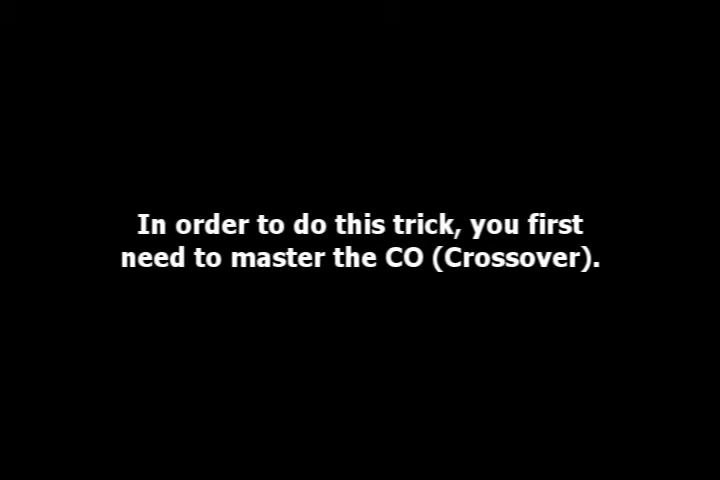 In order to do this trick, you first
need to master the CO (Crossover).